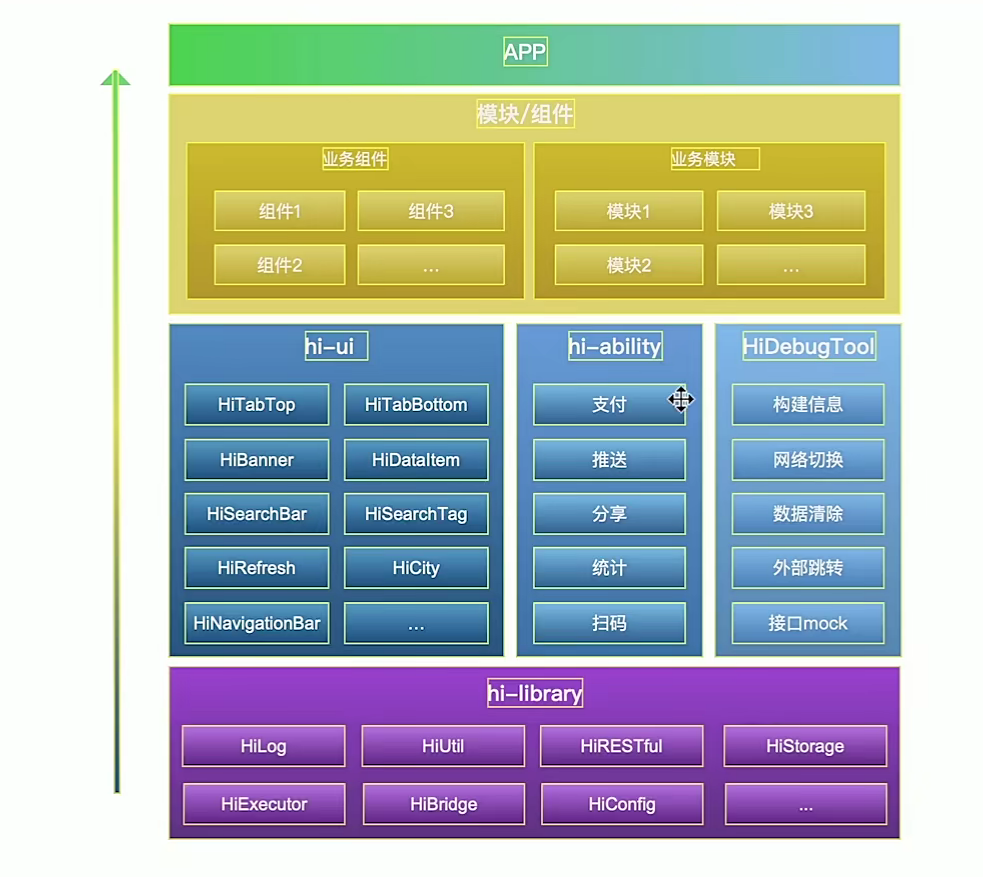 APP
模块/组件
业务组件
组件1
组件3
组件2
...
业务模块
模块1
模块3
模块2
...
hi-ui
HiTabTop
HiTabBottom
HiBanner
HiDataItem
HiSearchBar
HiSearchTag
HiRefresh
HiCity
HiNavigationBar
...
hi-ability
支付
推送
分享
统计
扫码
HiDebugTool
构建信息
网络切换
数据清除
外部跳转
接口mock
hi-library
HiLog
HiUtil
HiRESTful
HiStorage
HiExecutor
HiBridge
HiConfig
...